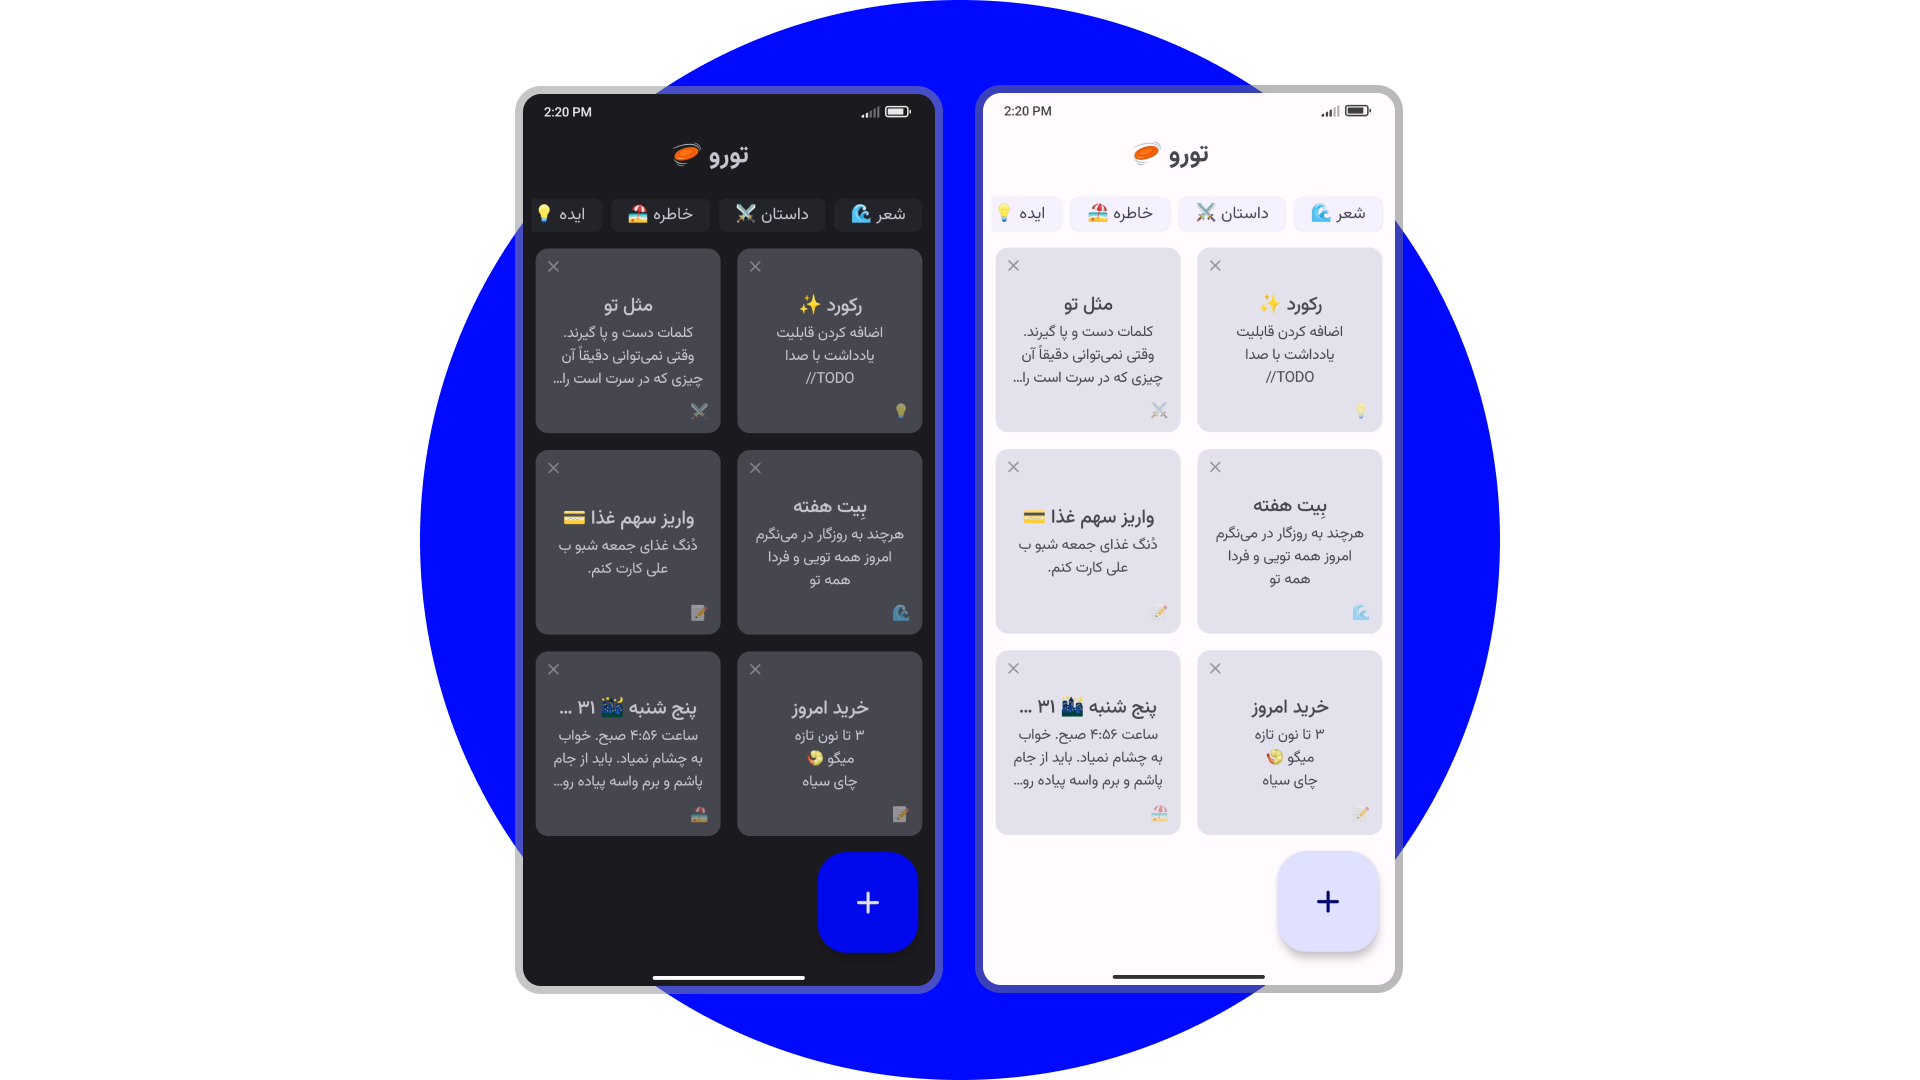 2:20 PM
تورو
شعر 🌊
داستان ⚔️
خاطره 🏖️
ایده 💡
رکورد ✨
اضافه کردن قابلیت
یادداشت با صدا
//TODO
مثل تو
کلمات دست و پا گیرند.
وقتی نمی‌توانی دقیقاً آن
چیزی که در سرت است را...
بِیت هفته
هرچند به روزگار در می‌نگرم
امروز همه تویی و فردا
همه تو
واریز سهم غذا 💳
دُنگ غذای جمعه شبو ب
علی کارت کنم.
خرید امروز
۳ تا نون تازه
میگو 🍤
چای سیاه
پنج شنبه 🎆 ۳۱ ...
ساعت ۴:۵۶ صبح. خواب
به چشام نمیاد. باید از جام
پاشم و برم واسه پیاده رو...
2:20 PM
تورو
شعر 🌊
داستان ⚔️
خاطره 🏖️
ایده 💡
رکورد ✨
اضافه کردن قابلیت
یادداشت با صدا
//TODO
مثل تو
کلمات دست و پا گیرند.
وقتی نمی‌توانی دقیقاً آن
چیزی که در سرت است را...
بِیت هفته
هرچند به روزگار در می‌نگرم
امروز همه تویی و فردا
همه تو
واریز سهم غذا 💳
دُنگ غذای جمعه شبو ب
علی کارت کنم.
خرید امروز
۳ تا نون تازه
میگو 🍤
چای سیاه
پنج شنبه 🌃 ۳۱ ...
ساعت ۴:۵۶ صبح. خواب
به چشام نمیاد. باید از جام
پاشم و برم واسه پیاده رو...